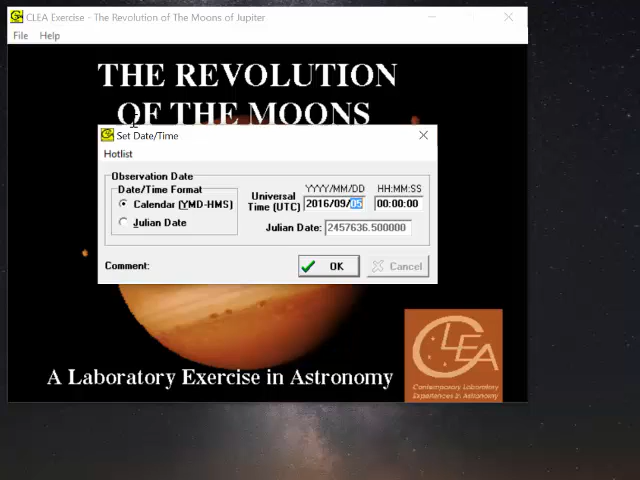 CLEA Exercise - The Revolution of The Moons of Jupiter
File Help
THE REVOLUTION
OF THE MOONS
Set Date/Time
Hotlist
Observation Date
Date/Time Format
Calendar (YMD-HMS)
Julian Date
Universal
Time (UTC)
YYYY/MM/DD HH:MM:SS
2016/09/05 00:00:00
Julian Date: 2457636.500000
Comment:
OK
Cancel
CLEA
Contemporary Laboratory
Experiences in Astronomy
A Laboratory Exercise in Astronomy